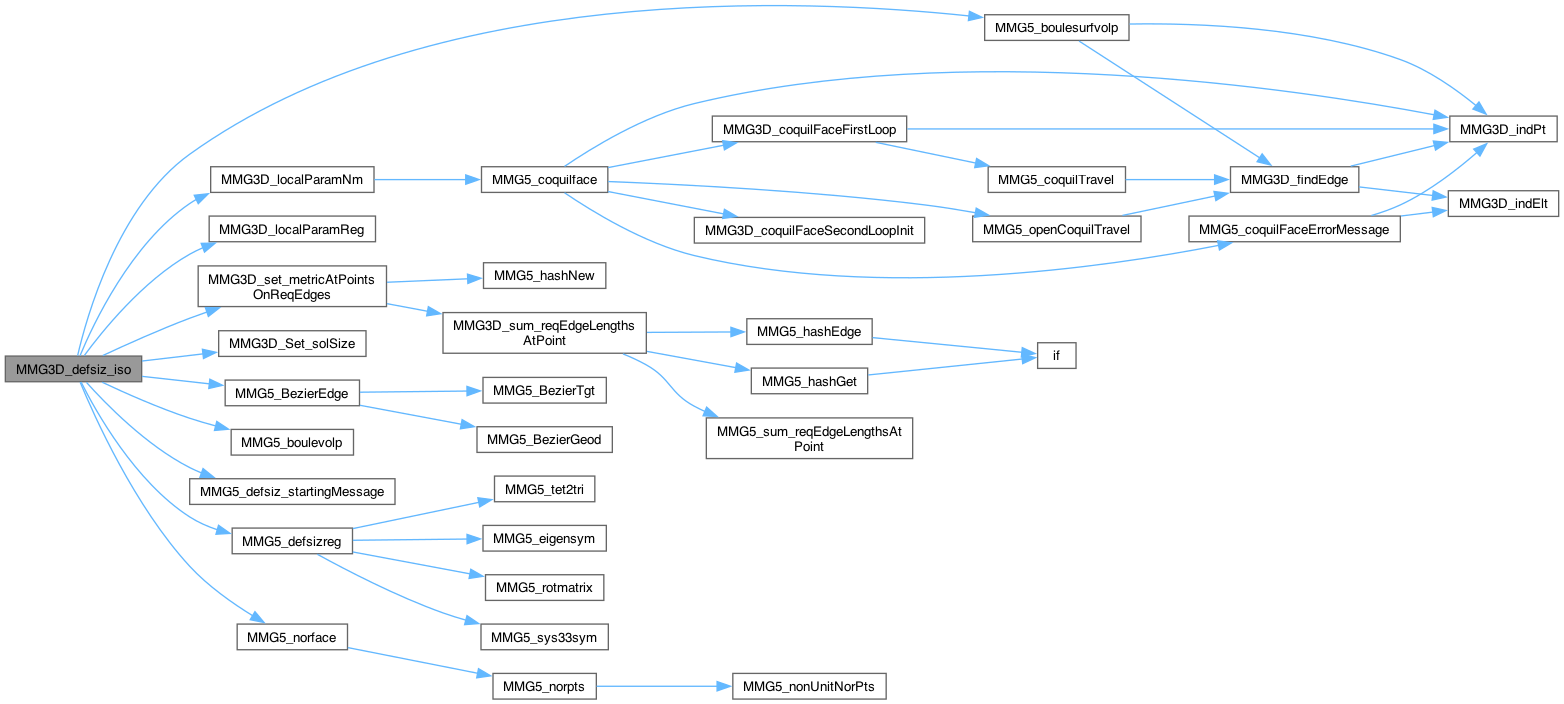 MMG3D_defsiz_iso
MMG5_boulesurfvolp
MMG3D_localParamNm
MMG3D_localParamReg
MMG3D_set_metricAtPoints
OnReqEdges
MMG3D_Set_solSize
MMG5_BezierEdge
MMG5_boulevolp
MMG5_defsiz_startingMessage
MMG5_defsizreg
MMG5_norface
MMG5_coquilface
MMG5_hashNew
MMG3D_sum_reqEdgeLengths
AtPoint
MMG5_BezierTgt
MMG5_BezierGeod
MMG5_tet2tri
MMG5_eigensym
MMG5_rotmatrix
MMG5_sys33sym
MMG5_norpts
MMG3D_coquilFaceFirstLoop
MMG3D_coquilFaceSecondLoopInit
MMG5_hashEdge
MMG5_hashGet
MMG5_sum_reqEdgeLengthsAt
Point
MMG5_nonUnitNorPts
MMG5_coquilTravel
MMG5_openCoquilTravel
if
MMG3D_findEdge
MMG5_coquilFaceErrorMessage
MMG3D_indPt
MMG3D_indElt